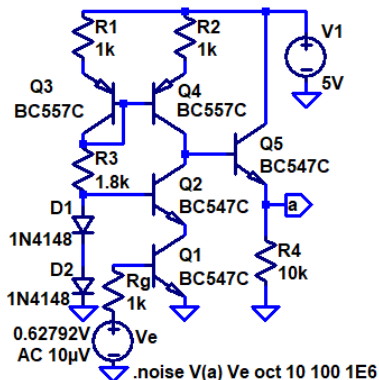 R1
1k
R2
1k
V1
5V
Q3
BC557C
Q4
BC557C
Q5
BC547C
R3
1.8k
Q2
BC547C
a
D1
1N4148
D2
1N4148
Rg
1k
Q1
BC547C
R4
10k
0.62792V
AC 10µV
Ve
.noise V(a) Ve oct 10 100 1E6